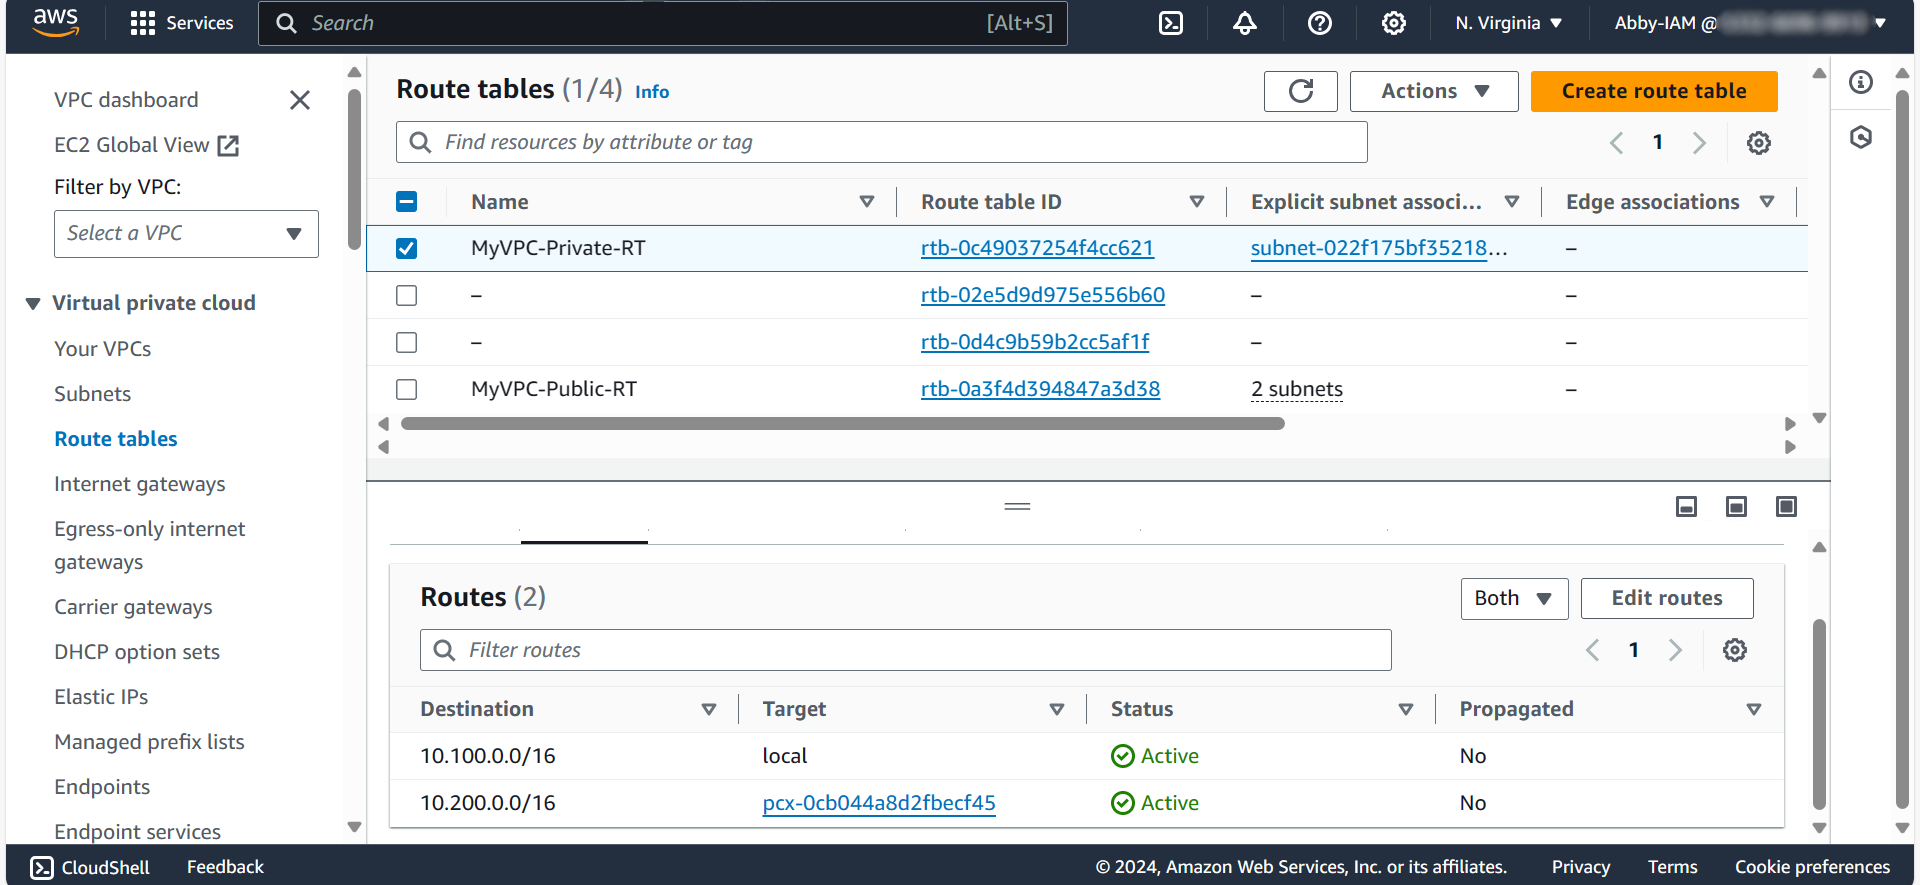 aws
Services
Search [Alt+S]
N. Virginia
Abby-IAM @
VPC dashboard
EC2 Global View
Filter by VPC:
Select a VPC
Virtual private cloud
Your VPCs
Subnets
Route tables
Internet gateways
Egress-only internet
gateways
Carrier gateways
DHCP option sets
Elastic IPs
Managed prefix lists
Endpoints
Endpoint services
Route tables (1/4) Info
Actions
Create route table
Find resources by attribute or tag
1
Name Route table ID Explicit subnet associ... Edge associations
MyVPC-Private-RT rtb-0c49037254f4cc621 subnet-022f175bf35218... –
– rtb-02e5d9d975e556b60 – –
– rtb-0d4c9b59b2cc5af1f – –
MyVPC-Public-RT rtb-0a3f4d394847a3d38 2 subnets –
Routes (2)
Both
Edit routes
Filter routes
1
Destination Target Status Propagated
10.100.0.0/16 local Active No
10.200.0.0/16 pcx-0cb044a8d2fbecf45 Active No
CloudShell Feedback © 2024, Amazon Web Services, Inc. or its affiliates. Privacy Terms Cookie preferences